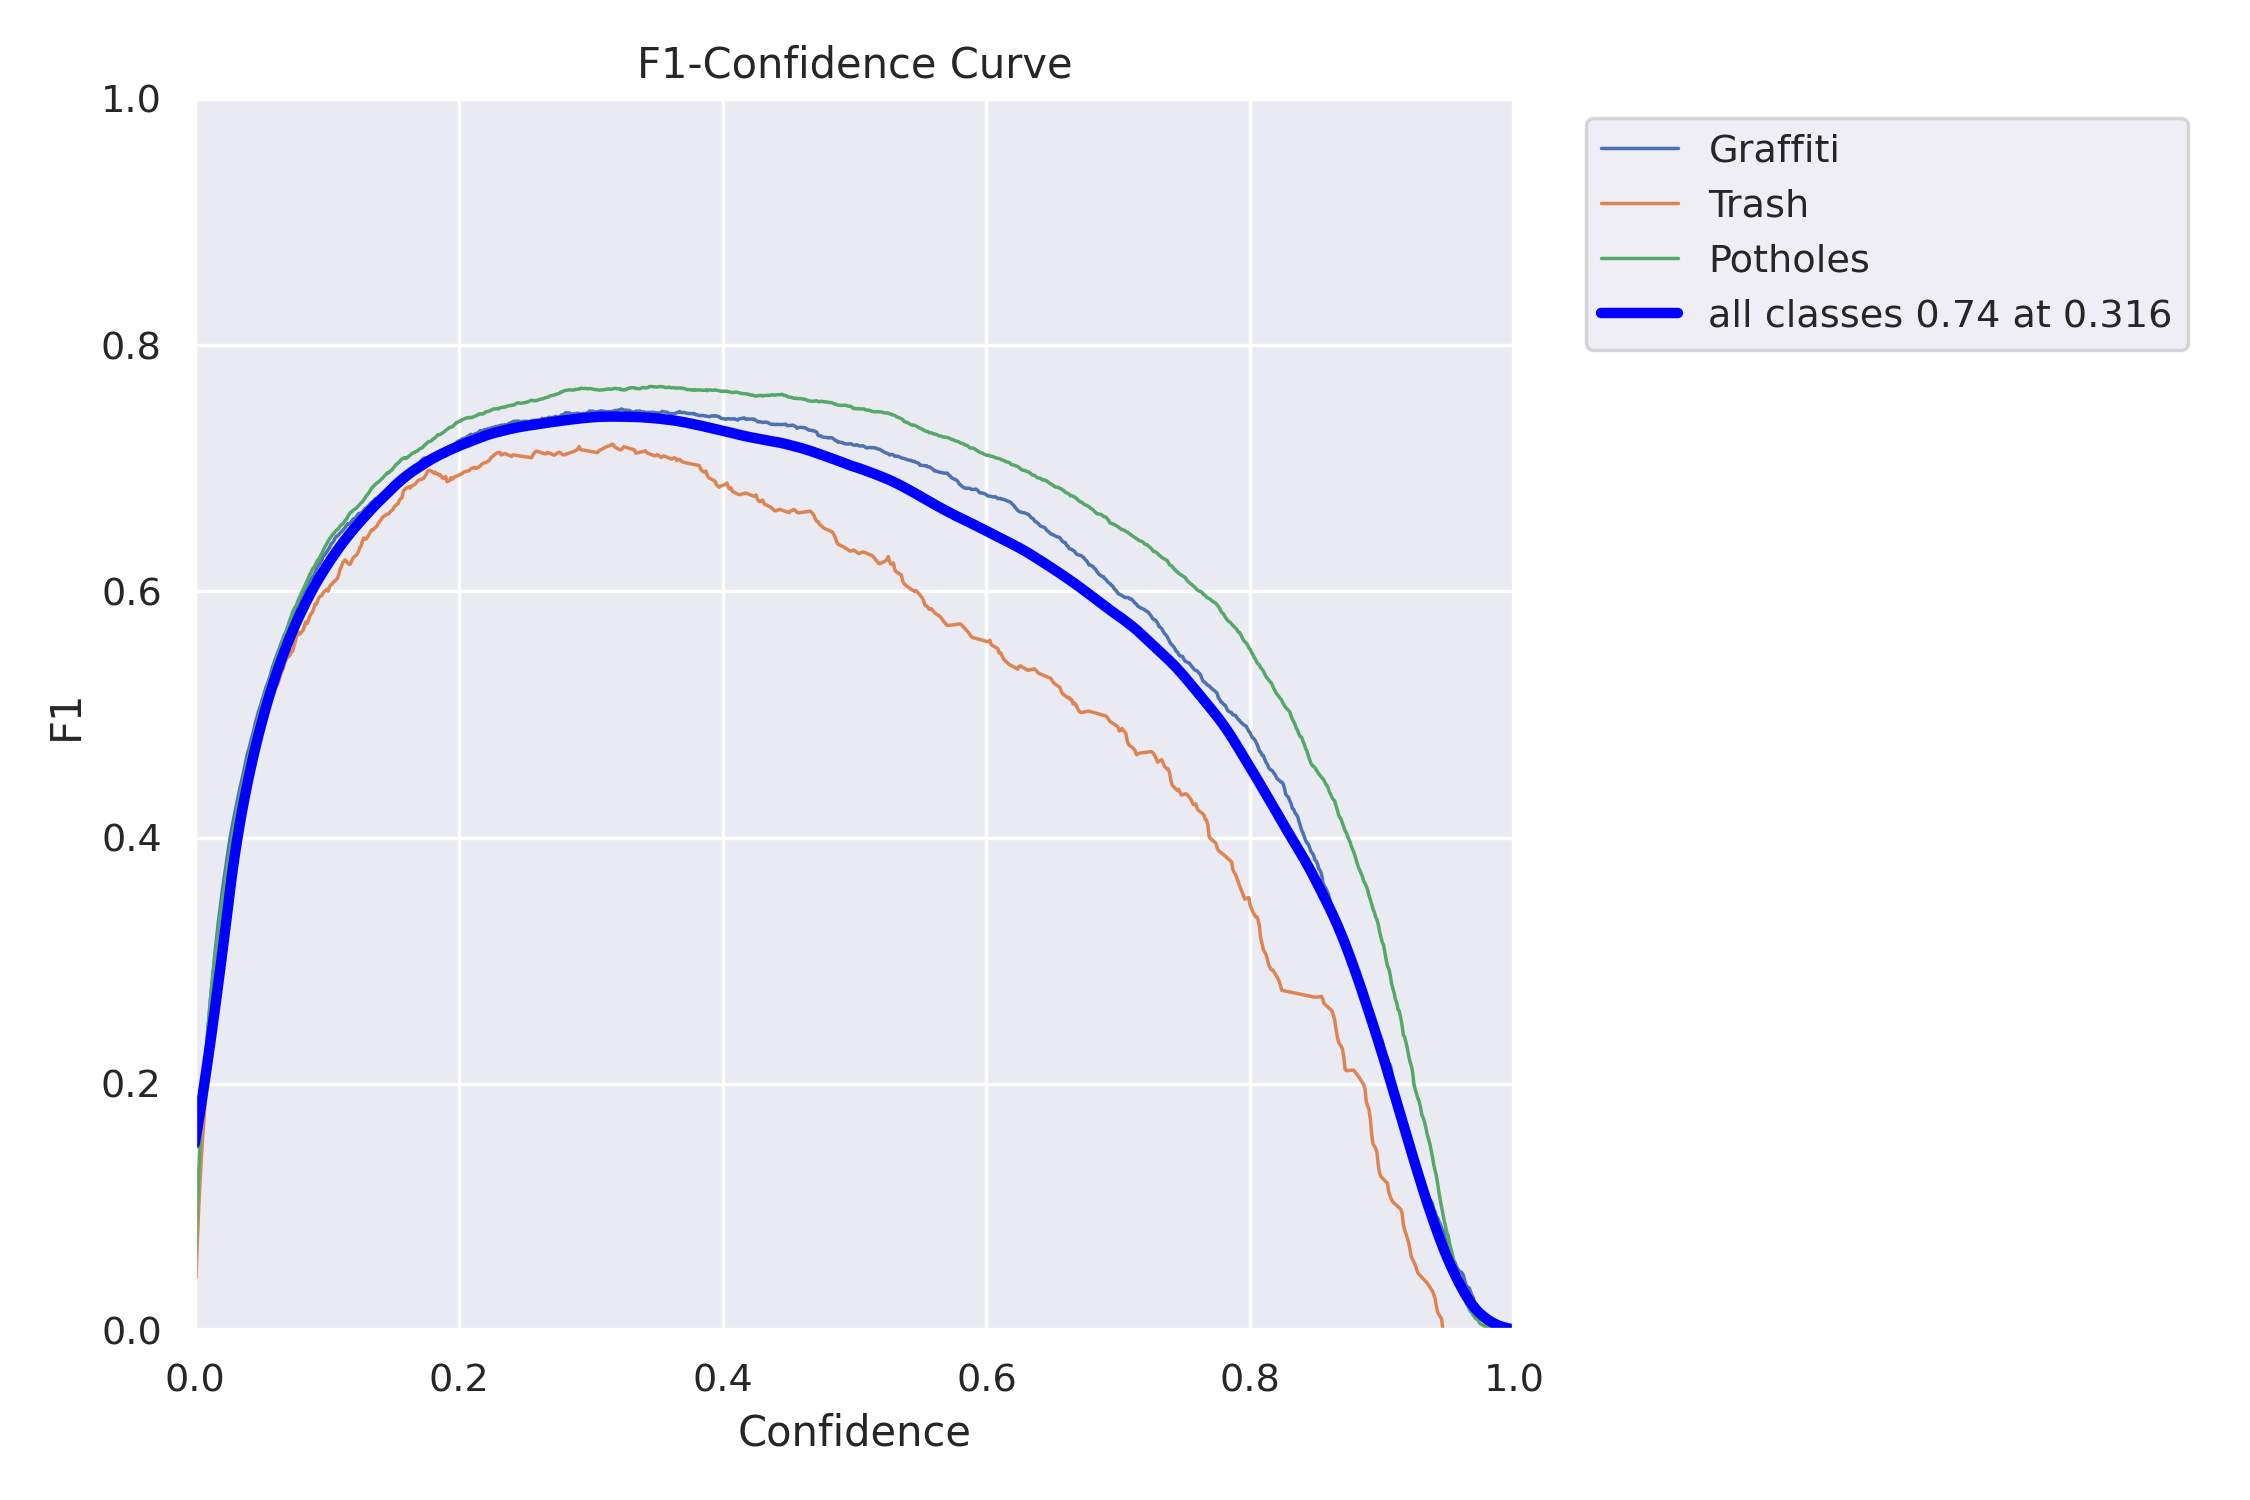 F1-Confidence Curve
1.0
0.8
0.6
0.4
0.2
0.0
F1
0.0 0.2 0.4 0.6 0.8 1.0
Confidence
Graffiti
Trash
Potholes
all classes 0.74 at 0.316